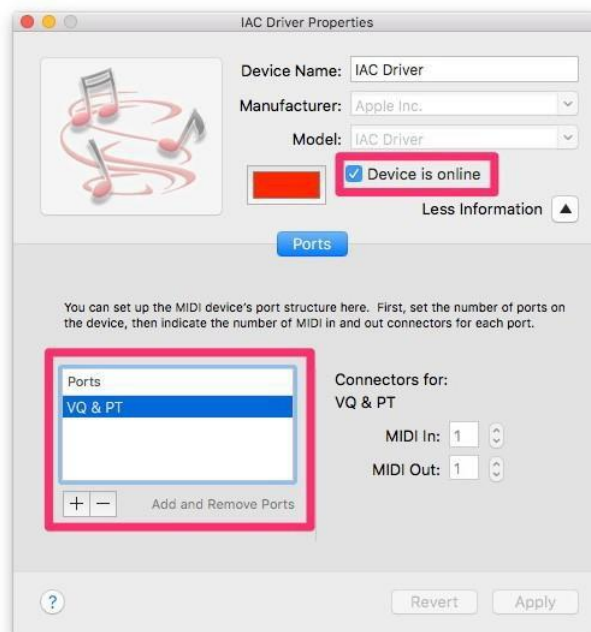 IAC Driver Properties
Device Name: IAC Driver
Manufacturer: Apple Inc.
Model: IAC Driver
Device is online
Less Information
Ports
You can set up the MIDI device's port structure here. First, set the number of ports on
the device, then indicate the number of MIDI in and out connectors for each port.
Ports
VQ & PT
+ − Add and Remove Ports
Connectors for:
VQ & PT
MIDI In: 1
MIDI Out: 1
? Revert Apply